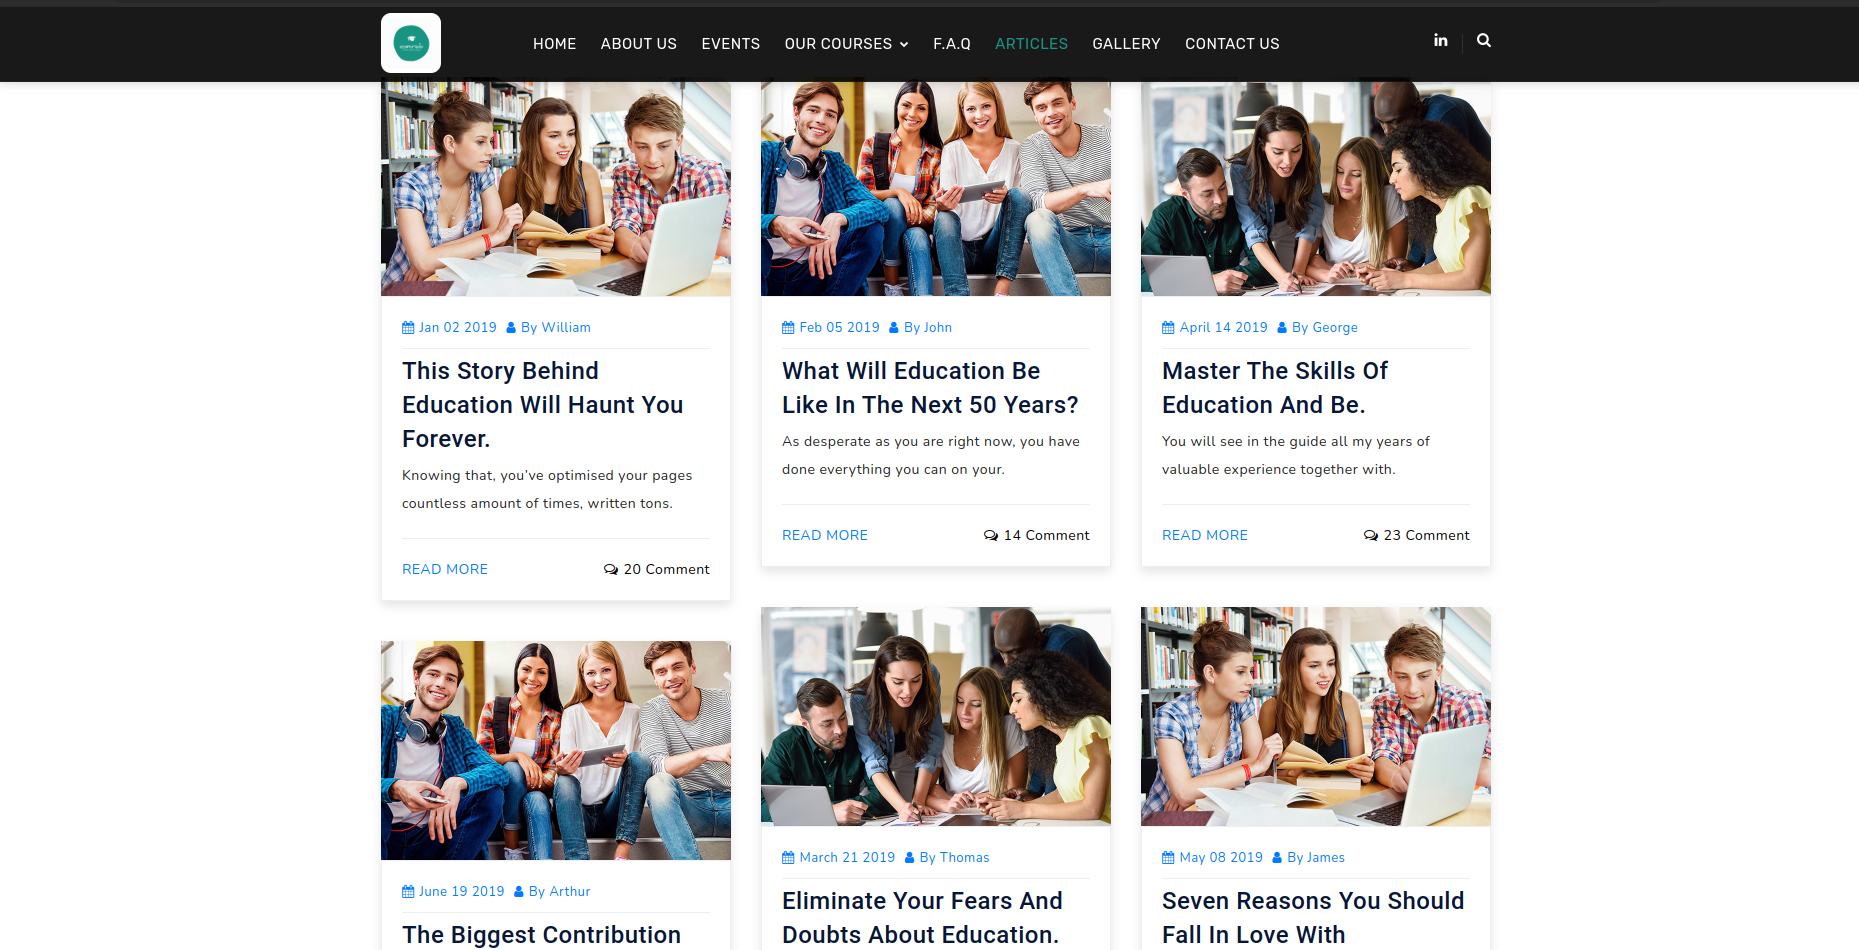 HOME ABOUT US EVENTS OUR COURSES F.A.Q ARTICLES GALLERY CONTACT US
Jan 02 2019 By William
This Story Behind
Education Will Haunt You
Forever.
Knowing that, you've optimised your pages
countless amount of times, written tons.
READ MORE 20 Comment
Feb 05 2019 By John
What Will Education Be
Like In The Next 50 Years?
As desperate as you are right now, you have
done everything you can on your.
READ MORE 14 Comment
April 14 2019 By George
Master The Skills Of
Education And Be.
You will see in the guide all my years of
valuable experience together with.
READ MORE 23 Comment
June 19 2019 By Arthur
The Biggest Contribution
March 21 2019 By Thomas
Eliminate Your Fears And
Doubts About Education.
May 08 2019 By James
Seven Reasons You Should
Fall In Love With